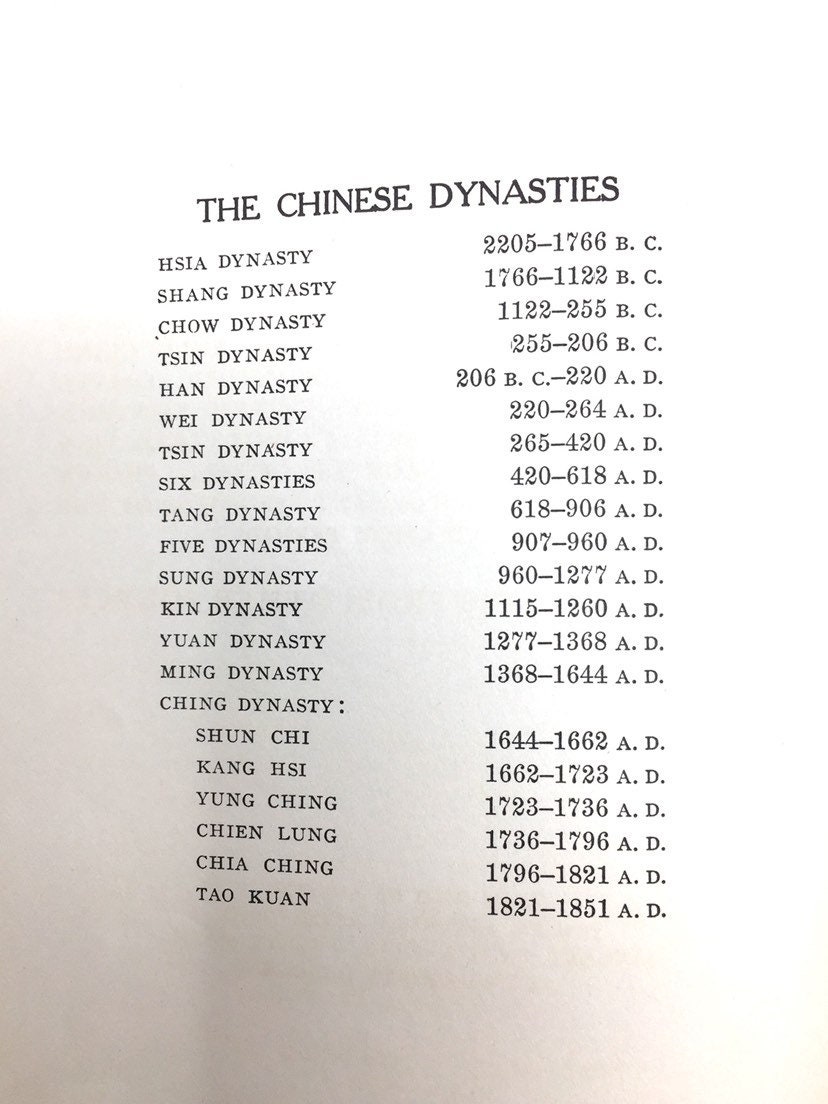 THE CHINESE DYNASTIES
HSIA DYNASTY 2205–1766 B. C.
SHANG DYNASTY 1766–1122 B. C.
CHOW DYNASTY 1122–255 B. C.
TSIN DYNASTY 255–206 B. C.
HAN DYNASTY 206 B. C.–220 A. D.
WEI DYNASTY 220–264 A. D.
TSIN DYNASTY 265–420 A. D.
SIX DYNASTIES 420–618 A. D.
TANG DYNASTY 618–906 A. D.
FIVE DYNASTIES 907–960 A. D.
SUNG DYNASTY 960–1277 A. D.
KIN DYNASTY 1115–1260 A. D.
YUAN DYNASTY 1277–1368 A. D.
MING DYNASTY 1368–1644 A. D.
CHING DYNASTY:
SHUN CHI 1644–1662 A. D.
KANG HSI 1662–1723 A. D.
YUNG CHING 1723–1736 A. D.
CHIEN LUNG 1736–1796 A. D.
CHIA CHING 1796–1821 A. D.
TAO KUAN 1821–1851 A. D.